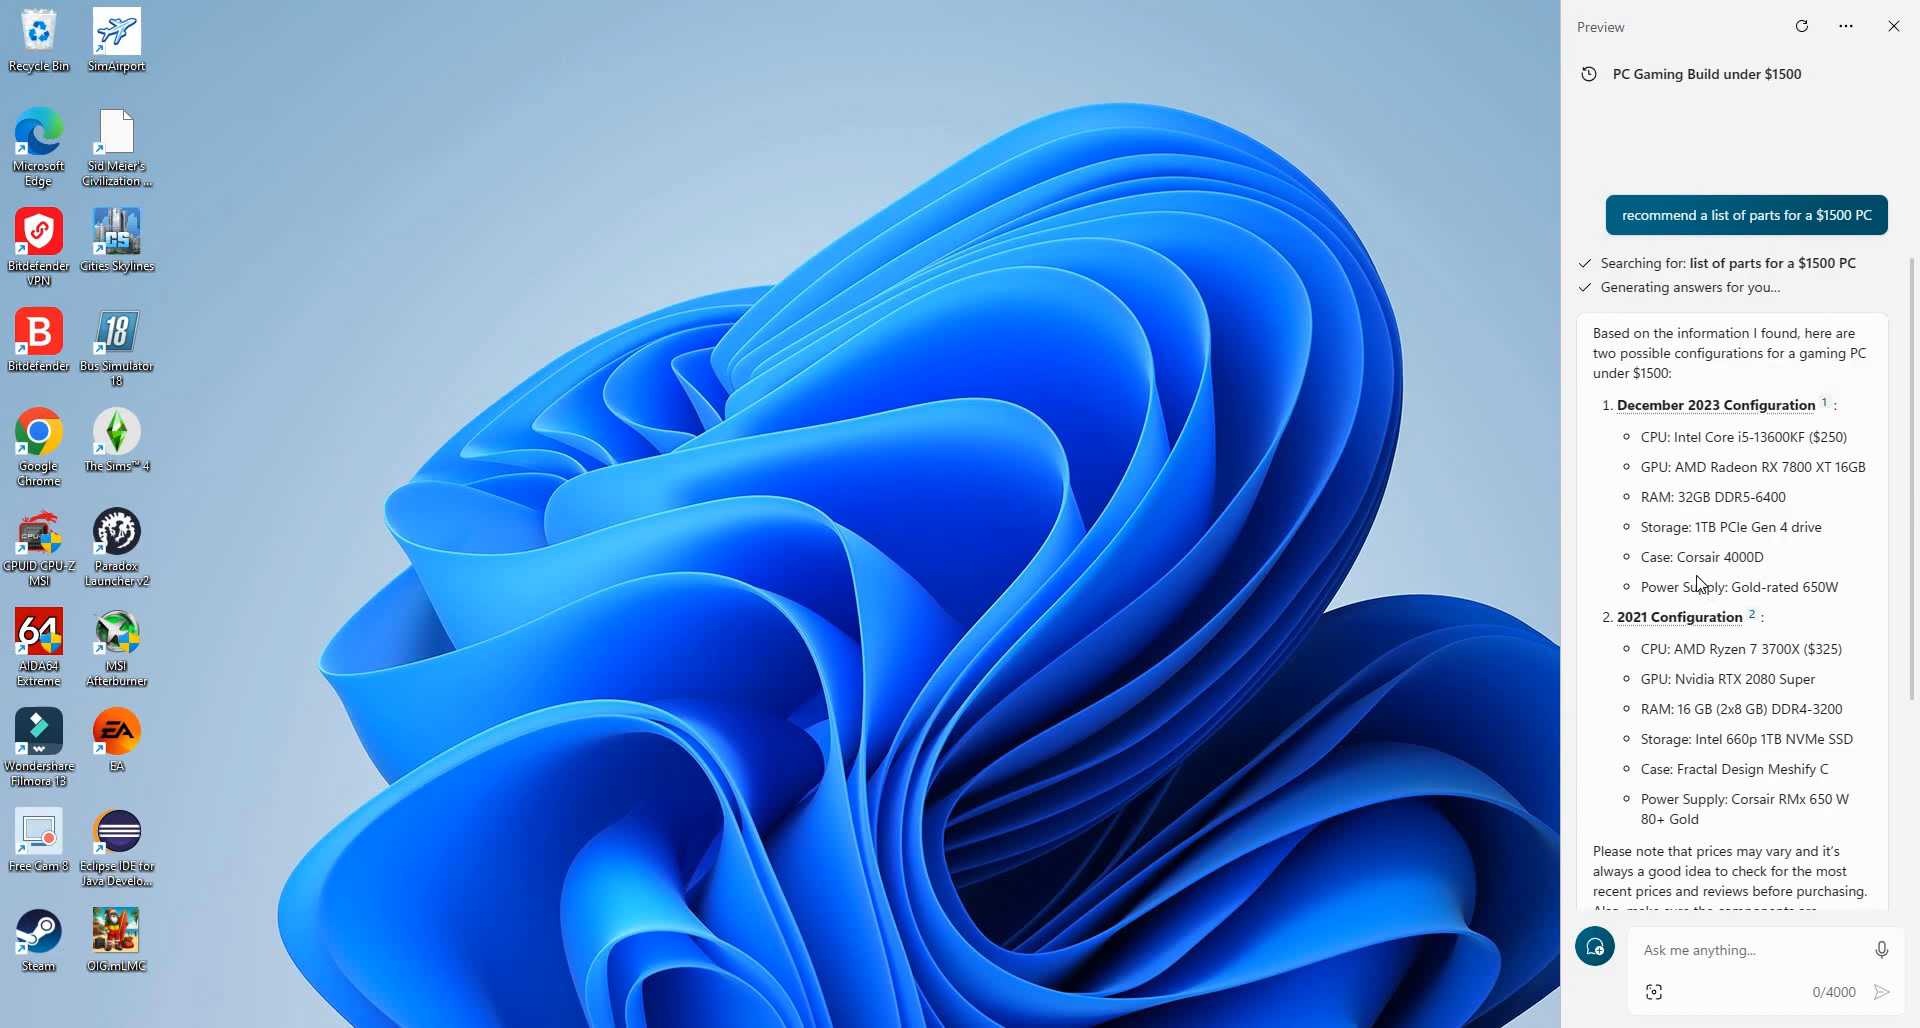 Recycle Bin
SimAirport
Microsoft
Edge
Sid Meier's
Civilization ...
Bitdefender
VPN
CS
Cities Skylines
B
Bitdefender
18
Bus Simulator
18
Google
Chrome
The Sims™ 4
CPUID CPU-Z
MSI
Paradox
Launcher v2
64
AIDA64
Extreme
MSI
Afterburner
Wondershare
Filmora 13
EA
EA
Free Cam 8
Eclipse IDE for
Java Develo...
Steam
OIG.mLMC
Preview
PC Gaming Build under $1500
recommend a list of parts for a $1500 PC
Searching for: list of parts for a $1500 PC
Generating answers for you...
Based on the information I found, here are
two possible configurations for a gaming PC
under $1500:
1. December 2023 Configuration 1 :
CPU: Intel Core i5-13600KF ($250)
GPU: AMD Radeon RX 7800 XT 16GB
RAM: 32GB DDR5-6400
Storage: 1TB PCIe Gen 4 drive
Case: Corsair 4000D
Power Supply: Gold-rated 650W
2. 2021 Configuration 2 :
CPU: AMD Ryzen 7 3700X ($325)
GPU: Nvidia RTX 2080 Super
RAM: 16 GB (2x8 GB) DDR4-3200
Storage: Intel 660p 1TB NVMe SSD
Case: Fractal Design Meshify C
Power Supply: Corsair RMx 650 W
80+ Gold
Please note that prices may vary and it's
always a good idea to check for the most
recent prices and reviews before purchasing.
Ask me anything...
0/4000